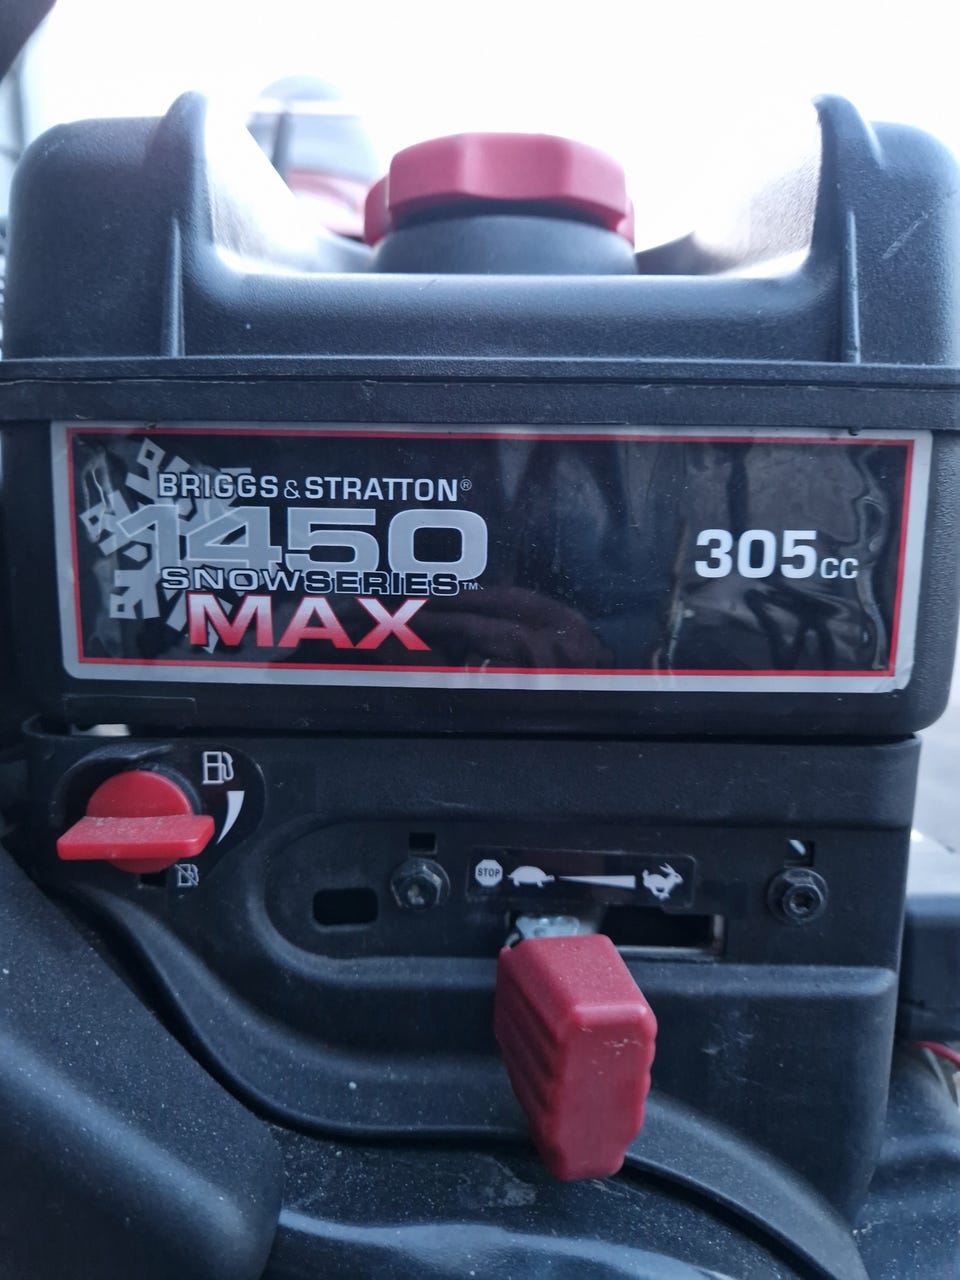 BRIGGS & STRATTON®
1450
SNOWSERIES™
MAX
305cc
STOP